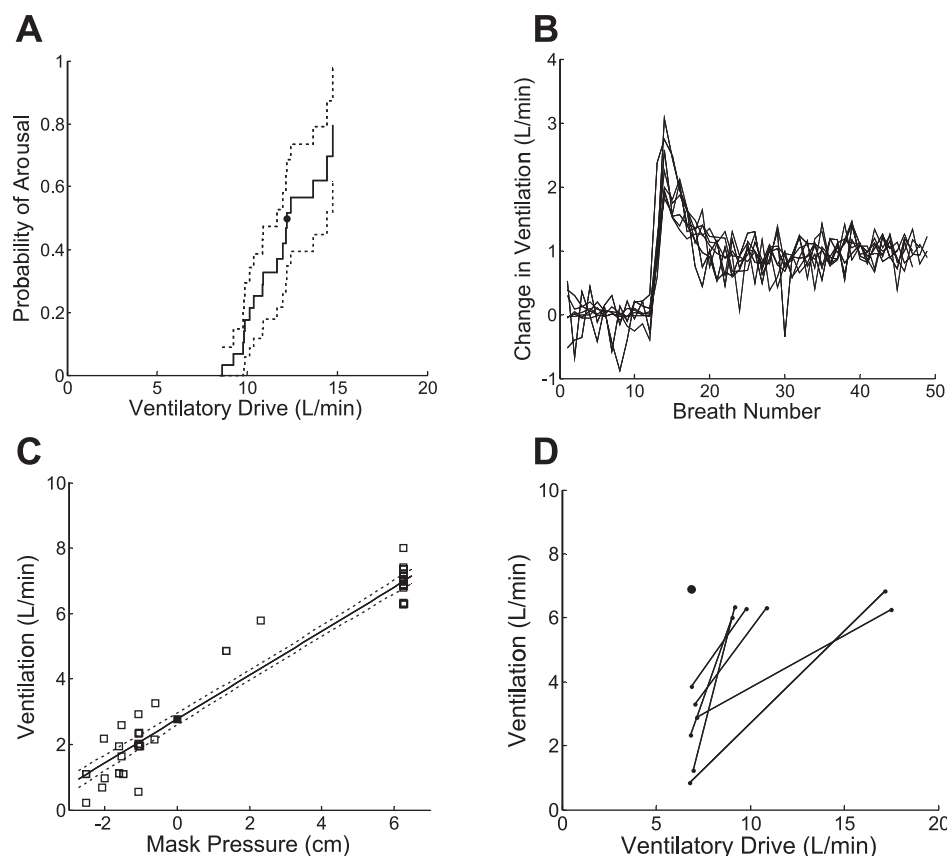 A
1
0.8
0.6
0.4
0.2
0
Probability of Arousal
0 5 10 15 20
Ventilatory Drive (L/min)
B
4
3
2
1
0
-1
Change in Ventilation (L/min)
0 10 20 30 40 50
Breath Number
C
10
8
6
4
2
0
Ventilation (L/min)
-2 0 2 4 6
Mask Pressure (cm)
D
10
8
6
4
2
0
Ventilation (L/min)
0 5 10 15 20
Ventilatory Drive (L/min)